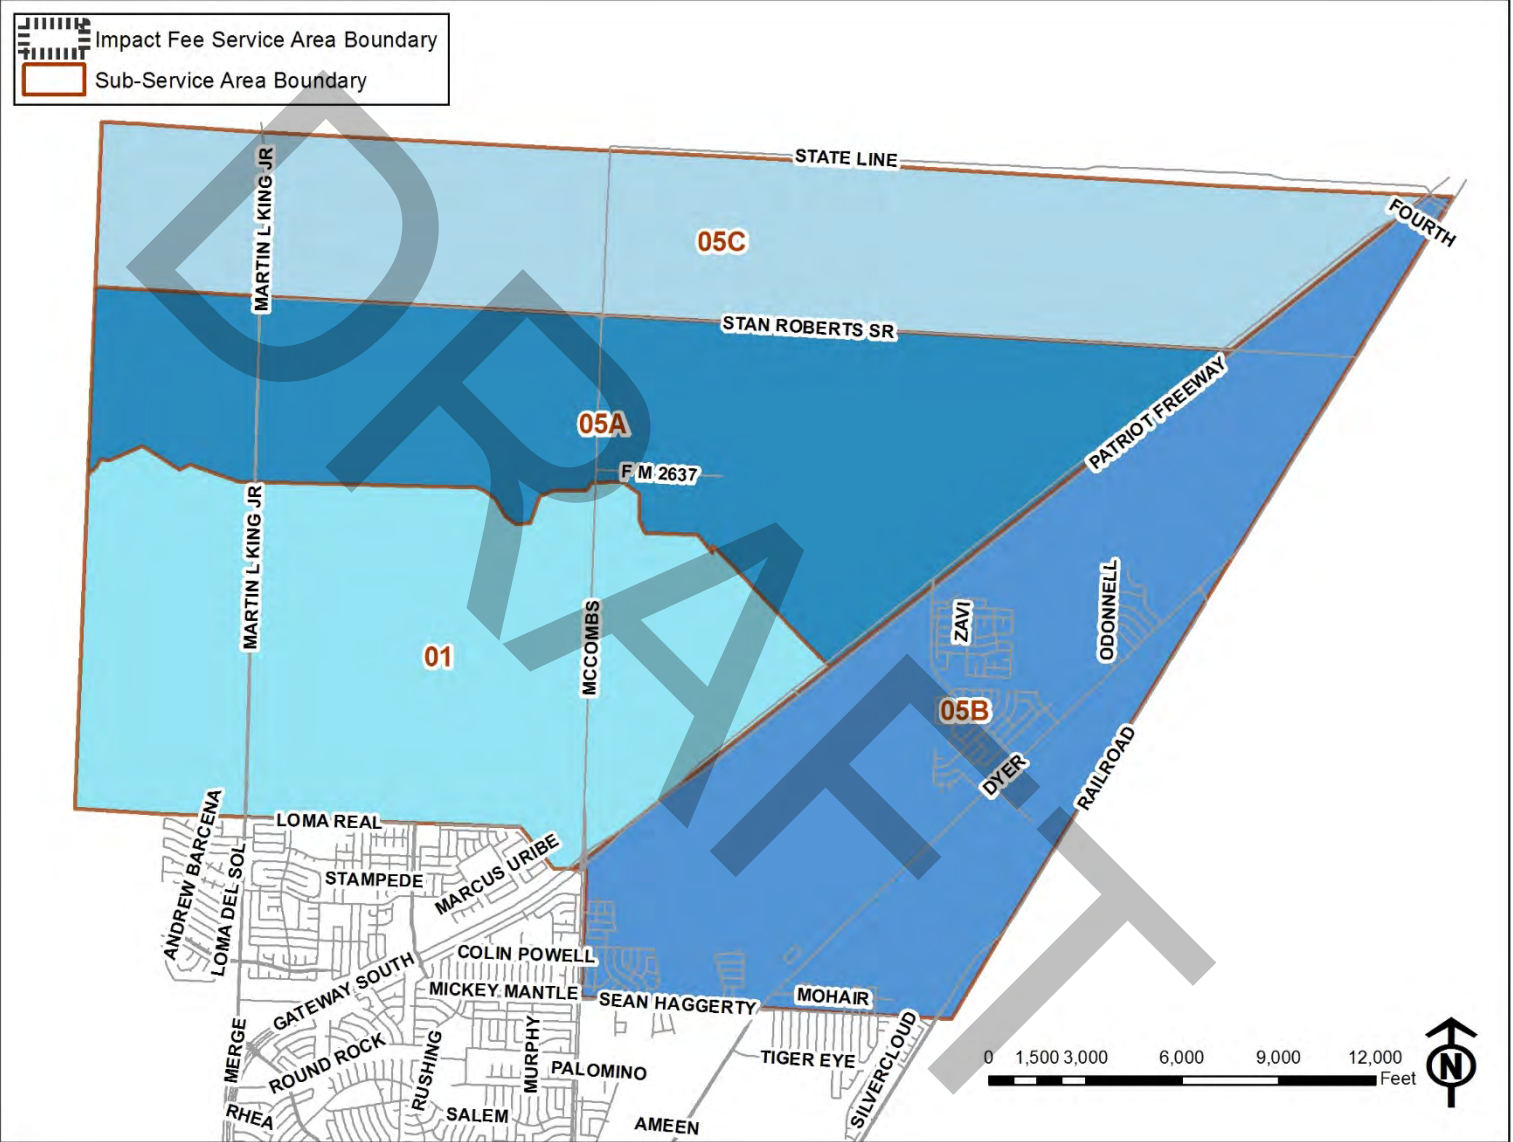 Impact Fee Service Area Boundary
Sub-Service Area Boundary
STATE LINE
FOURTH
MARTIN L KING JR
05C
STAN ROBERTS SR
PATRIOT FREEWAY
05A
F M 2637
MARTIN L KING JR
MCCOMBS
ZAVI
ODONNELL
01
05B
DYER
RAILROAD
DRAFT
LOMA REAL
ANDREW BARCENA
LOMA DEL SOL
STAMPEDE
MARCUS URIBE
COLIN POWELL
GATEWAY SOUTH
MICKEY MANTLE
SEAN HAGGERTY
MOHAIR
MERGE
ROUND ROCK
RUSHING
MURPHY
PALOMINO
TIGER EYE
SILVERCLOUD
RHEA
SALEM
AMEEN
0 1,500 3,000 6,000 9,000 12,000
Feet
N